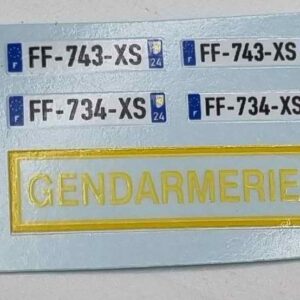 F FF-743-XS 24 F FF-743-XS
F FF-734-XS 24 F FF-734-XS
GENDARMERIE